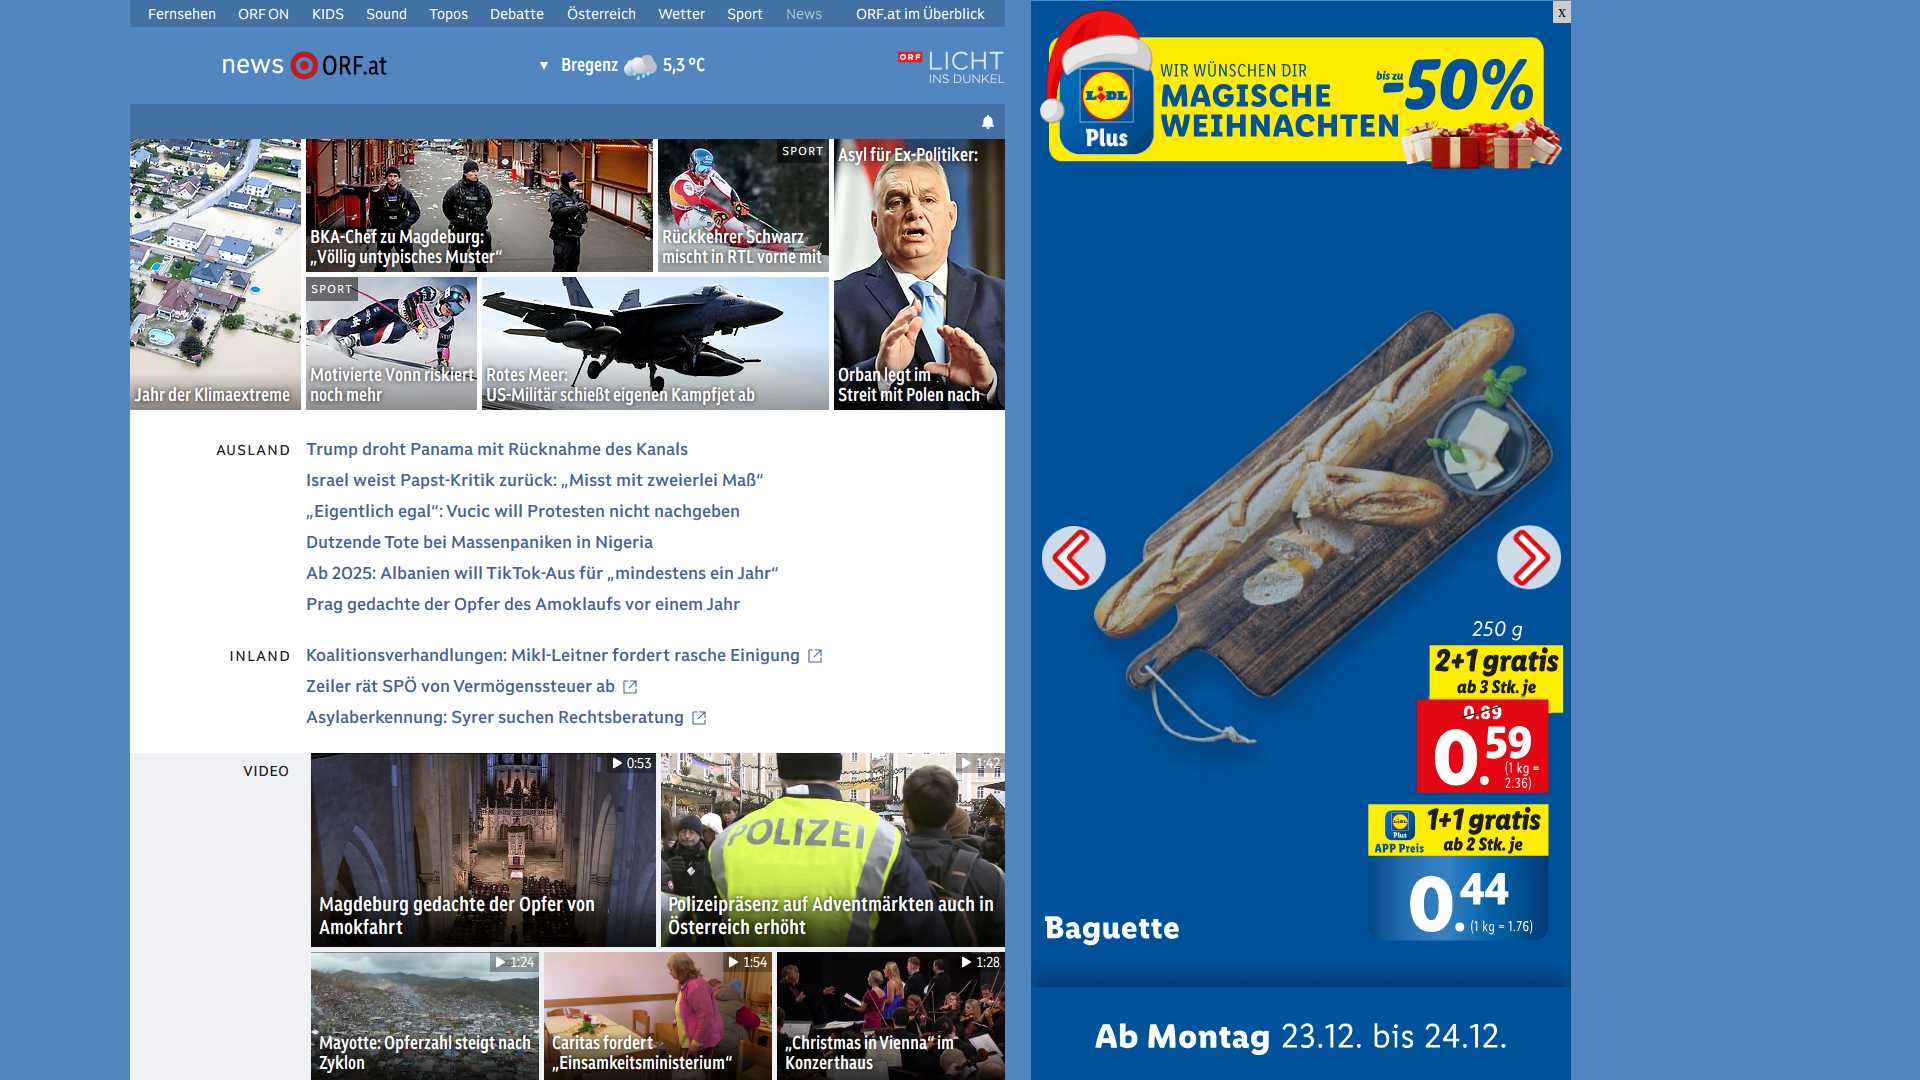 Fernsehen ORF ON KIDS Sound Topos Debatte Österreich Wetter Sport News ORF.at im Überblick
news ORF.at
▼ Bregenz 5,3 °C
ORF LICHT
INS DUNKEL
Jahr der Klimaextreme
BKA-Chef zu Magdeburg:
„Völlig untypisches Muster“
SPORT
Rückkehrer Schwarz
mischt in RTL vorne mit
Asyl für Ex-Politiker:
Orban legt im
Streit mit Polen nach
SPORT
Motivierte Vonn riskiert
noch mehr
Rotes Meer:
US-Militär schießt eigenen Kampfjet ab
AUSLAND
Trump droht Panama mit Rücknahme des Kanals
Israel weist Papst-Kritik zurück: „Misst mit zweierlei Maß“
„Eigentlich egal“: Vucic will Protesten nicht nachgeben
Dutzende Tote bei Massenpaniken in Nigeria
Ab 2025: Albanien will TikTok-Aus für „mindestens ein Jahr“
Prag gedachte der Opfer des Amoklaufs vor einem Jahr
INLAND
Koalitionsverhandlungen: Mikl-Leitner fordert rasche Einigung
Zeiler rät SPÖ von Vermögenssteuer ab
Asylaberkennung: Syrer suchen Rechtsberatung
VIDEO
0:53
Magdeburg gedachte der Opfer von
Amokfahrt
1:42
POLIZEI
Polizeipräsenz auf Adventmärkten auch in
Österreich erhöht
1:24
Mayotte: Opferzahl steigt nach
Zyklon
1:54
Caritas fordert
„Einsamkeitsministerium“
1:28
„Christmas in Vienna“ im
Konzerthaus
x
LIDL
Plus
WIR WÜNSCHEN DIR
MAGISCHE
WEIHNACHTEN
bis zu
-50%
250 g
2+1 gratis
ab 3 Stk. je
0.89
0.59
(1 kg =
2.36)
LIDL
Plus
APP Preis
1+1 gratis
ab 2 Stk. je
0.44
(1 kg = 1.76)
Baguette
Ab Montag 23.12. bis 24.12.